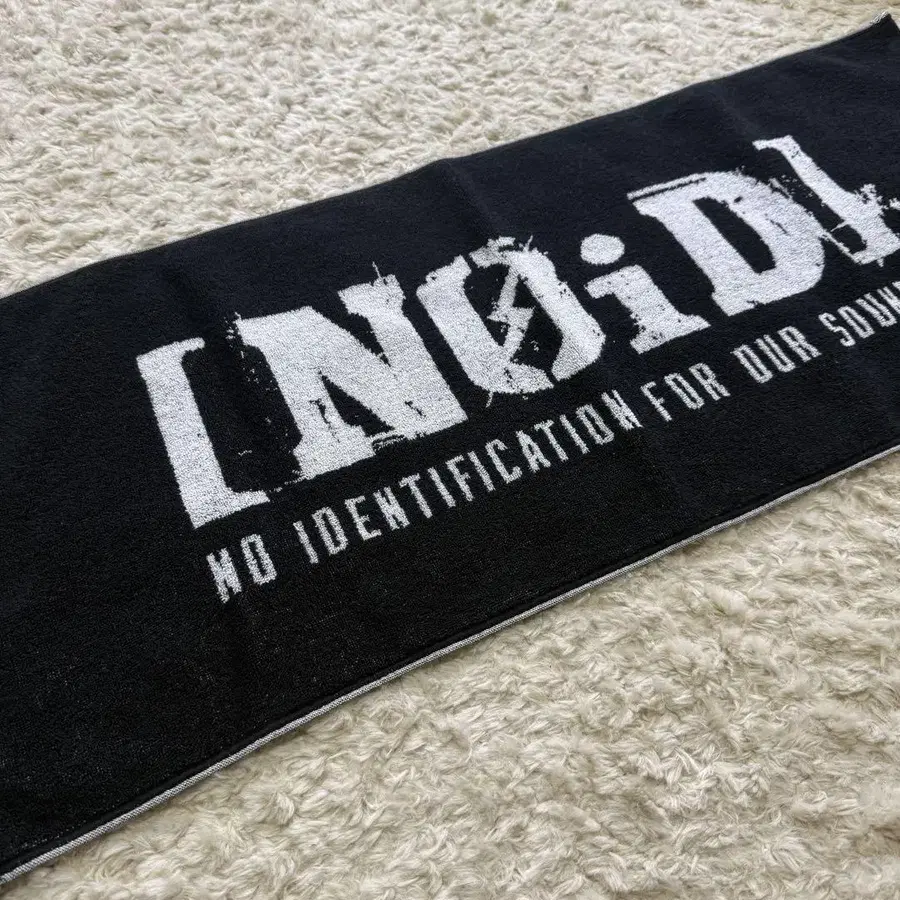 [NØiD]
NO IDENTIFICATION FOR OUR